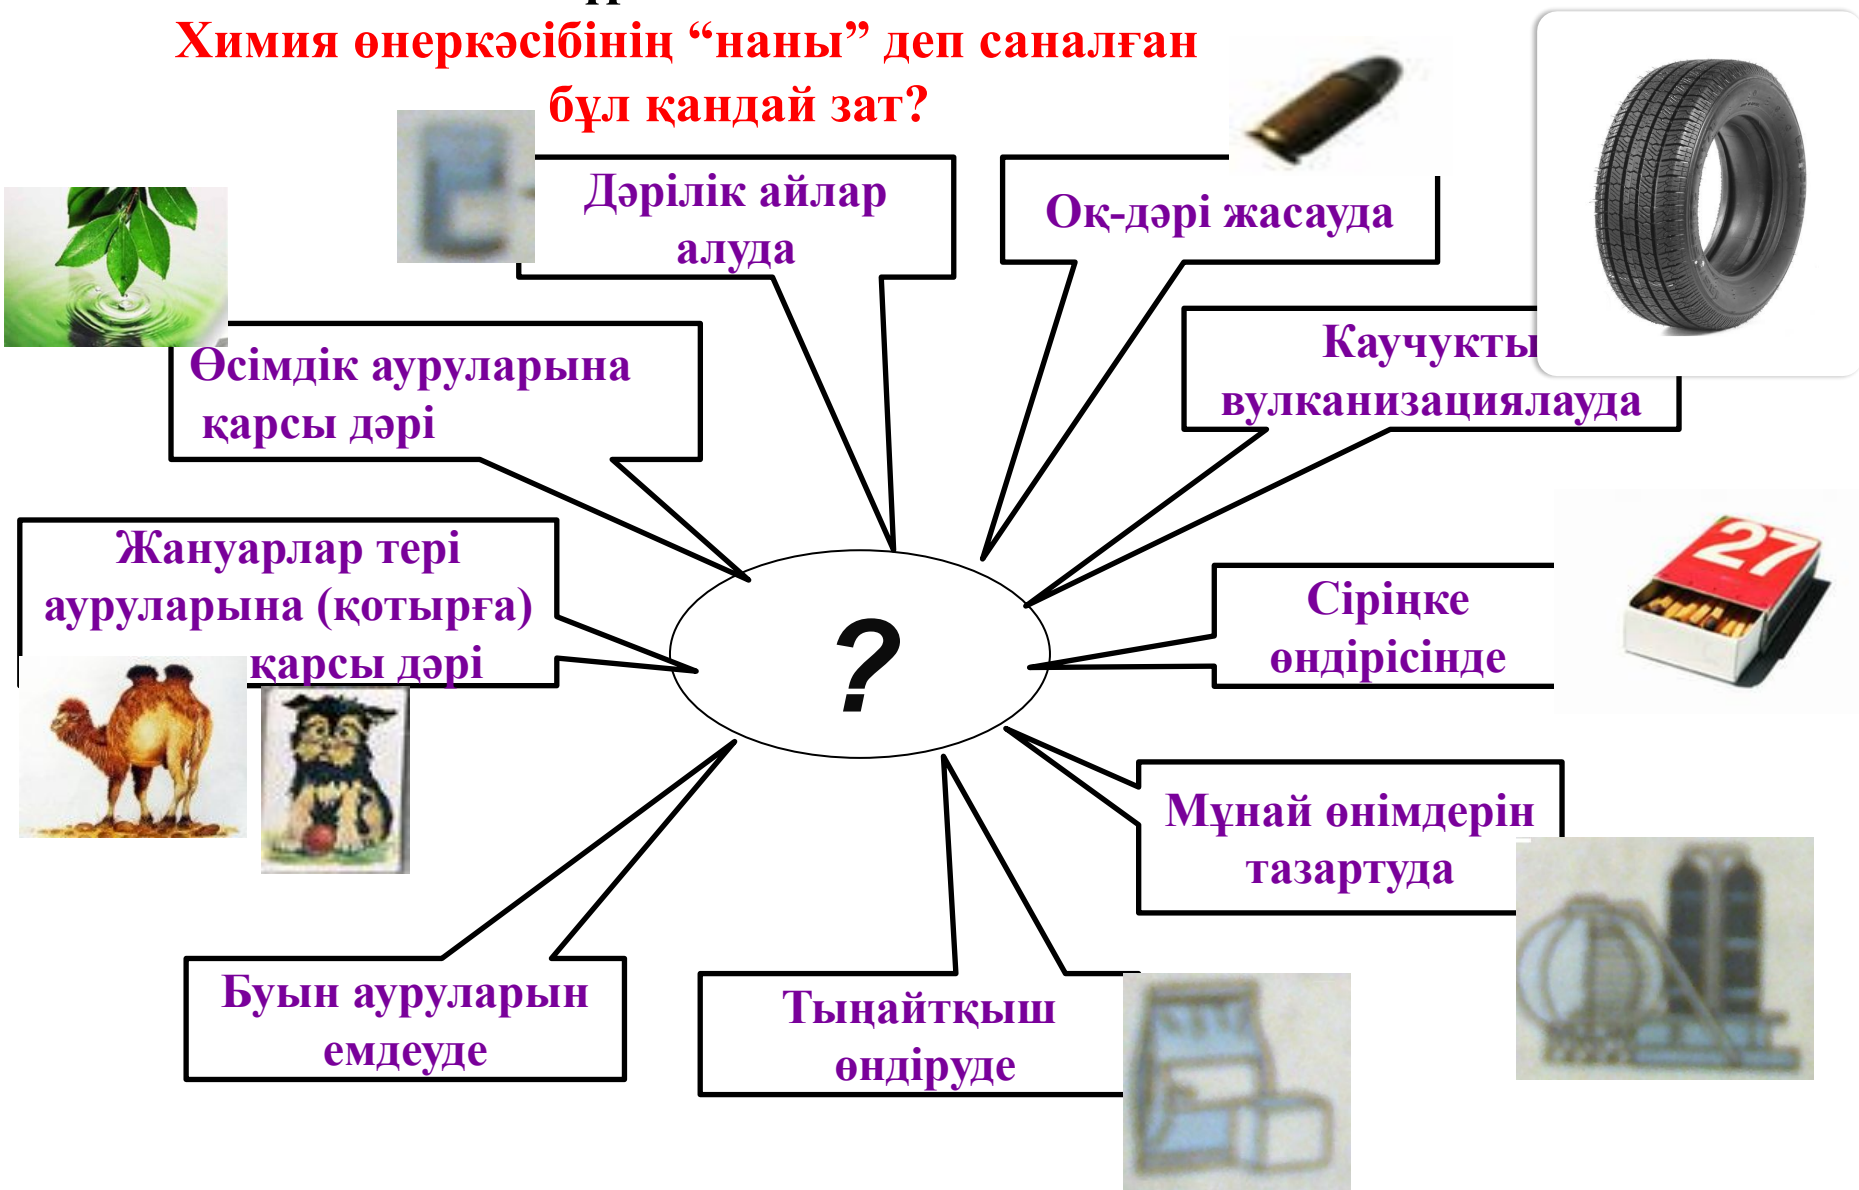 Химия өнеркәсібінің “наны” деп саналған
бұл қандай зат?
Дәрілік айлар
алуда
Оқ-дәрі жасауда
Өсімдік ауруларына
қарсы дәрі
Каучукты
вулканизациялауда
Жануарлар тері
ауруларына (қотырға)
қарсы дәрі
?
Сіріңке
өндірісінде
27
Мұнай өнімдерін
тазартуда
Буын ауруларын
емдеуде
Тыңайтқыш
өндіруде